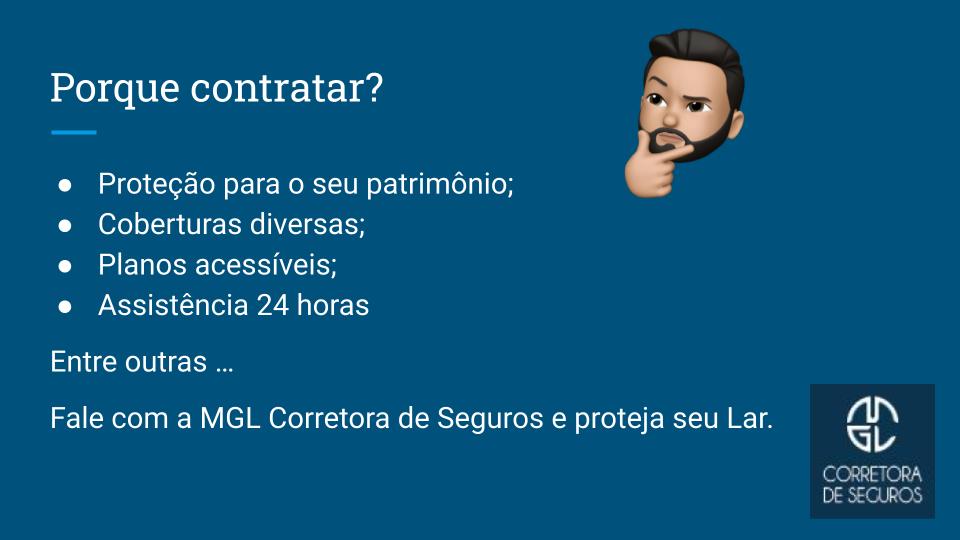 Porque contratar?
● Proteção para o seu patrimônio;
● Coberturas diversas;
● Planos acessíveis;
● Assistência 24 horas
Entre outras ...
Fale com a MGL Corretora de Seguros e proteja seu Lar.
MGL
CORRETORA
DE SEGUROS